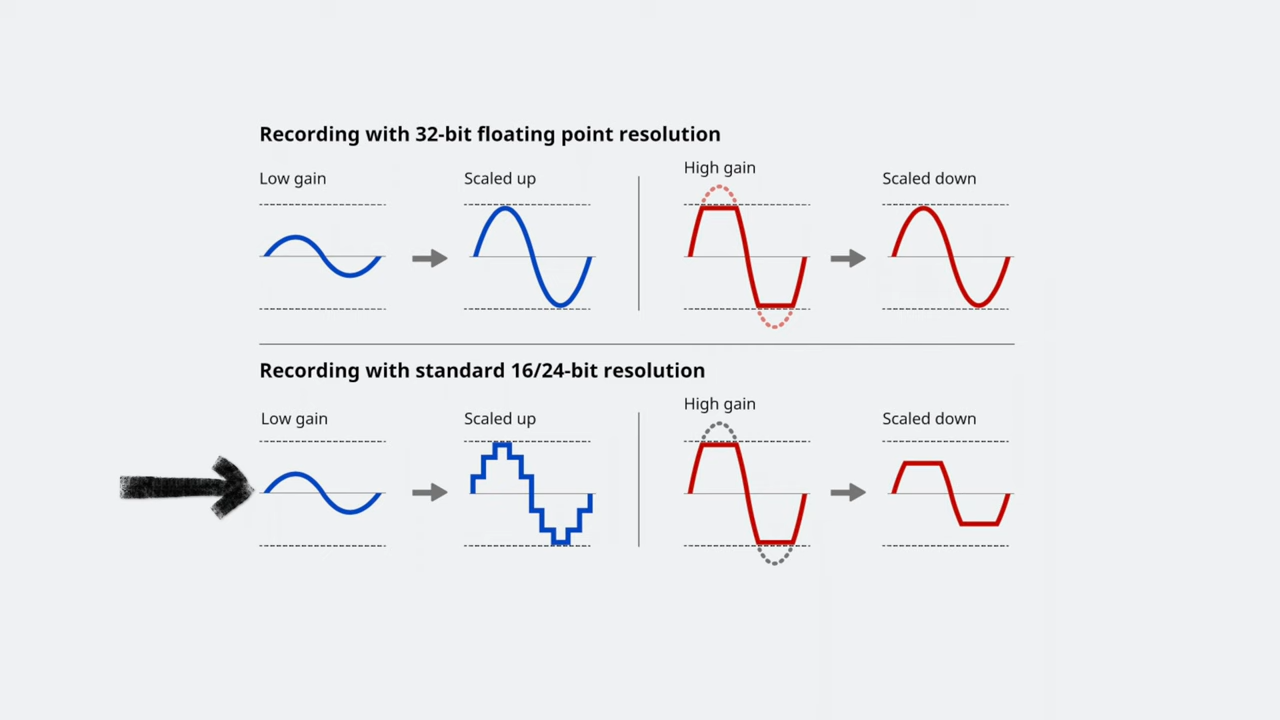 Recording with 32-bit floating point resolution
Low gain
Scaled up
High gain
Scaled down
Recording with standard 16/24-bit resolution
Low gain
Scaled up
High gain
Scaled down